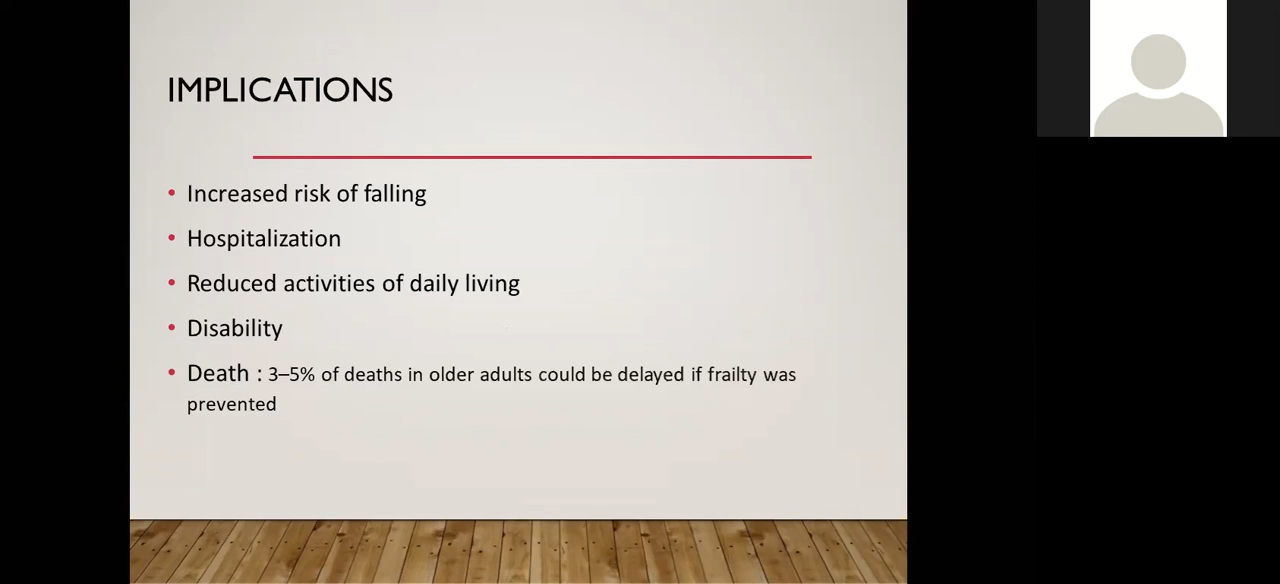 IMPLICATIONS
• Increased risk of falling
• Hospitalization
• Reduced activities of daily living
• Disability
• Death : 3–5% of deaths in older adults could be delayed if frailty was
prevented